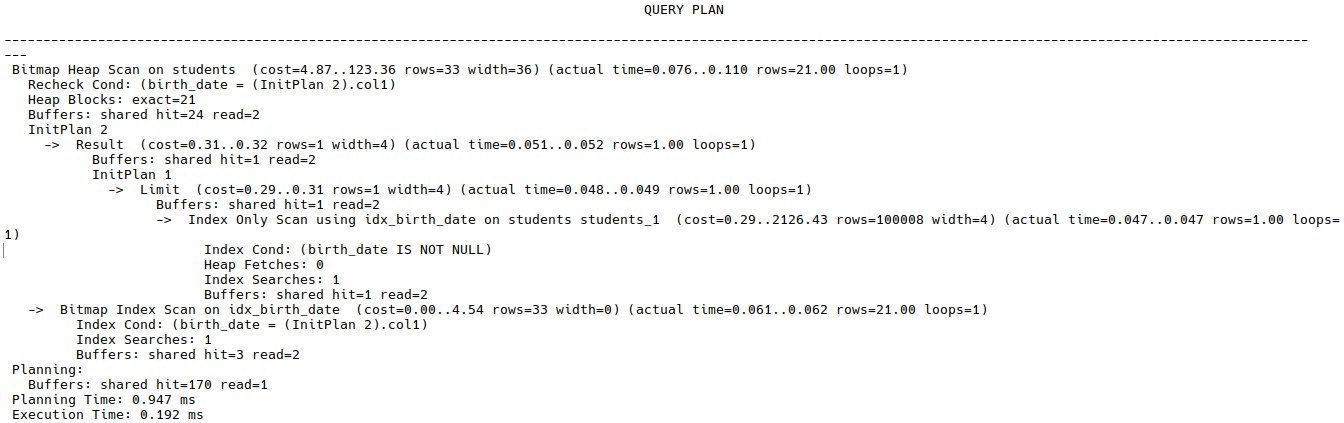 QUERY PLAN
-------------------------------------------------------------------------------------------------------------------------------------------------------------------
---
Bitmap Heap Scan on students  (cost=4.87..123.36 rows=33 width=36) (actual time=0.076..0.110 rows=21.00 loops=1)
Recheck Cond: (birth_date = (InitPlan 2).col1)
Heap Blocks: exact=21
Buffers: shared hit=24 read=2
InitPlan 2
->  Result  (cost=0.31..0.32 rows=1 width=4) (actual time=0.051..0.052 rows=1.00 loops=1)
Buffers: shared hit=1 read=2
InitPlan 1
->  Limit  (cost=0.29..0.31 rows=1 width=4) (actual time=0.048..0.049 rows=1.00 loops=1)
Buffers: shared hit=1 read=2
->  Index Only Scan using idx_birth_date on students students_1  (cost=0.29..2126.43 rows=100008 width=4) (actual time=0.047..0.047 rows=1.00 loops=
1)
Index Cond: (birth_date IS NOT NULL)
Heap Fetches: 0
Index Searches: 1
Buffers: shared hit=1 read=2
->  Bitmap Index Scan on idx_birth_date  (cost=0.00..4.54 rows=33 width=0) (actual time=0.061..0.062 rows=21.00 loops=1)
Index Cond: (birth_date = (InitPlan 2).col1)
Index Searches: 1
Buffers: shared hit=3 read=2
Planning:
Buffers: shared hit=170 read=1
Planning Time: 0.947 ms
Execution Time: 0.192 ms